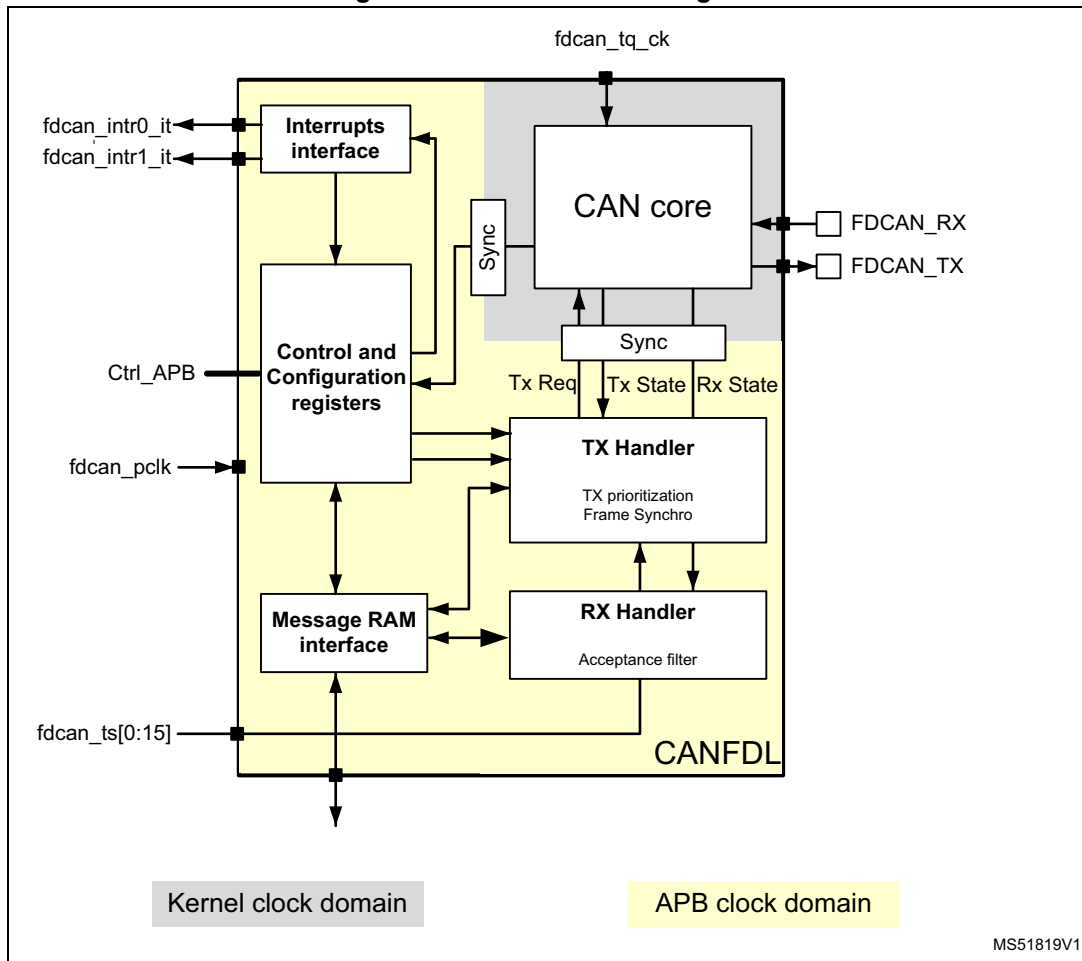 fdcan_tq_ck
fdcan_intr0_it
fdcan_intr1_it
Interrupts
interface
CAN core
Sync
FDCAN_RX
FDCAN_TX
Sync
Control and
Configuration
registers
Ctrl_APB
Tx Req
Tx State
Rx State
TX Handler
TX prioritization
Frame Synchro
fdcan_pclk
Message RAM
interface
RX Handler
Acceptance filter
fdcan_ts[0:15]
CANFDL
Kernel clock domain
APB clock domain
MS51819V1